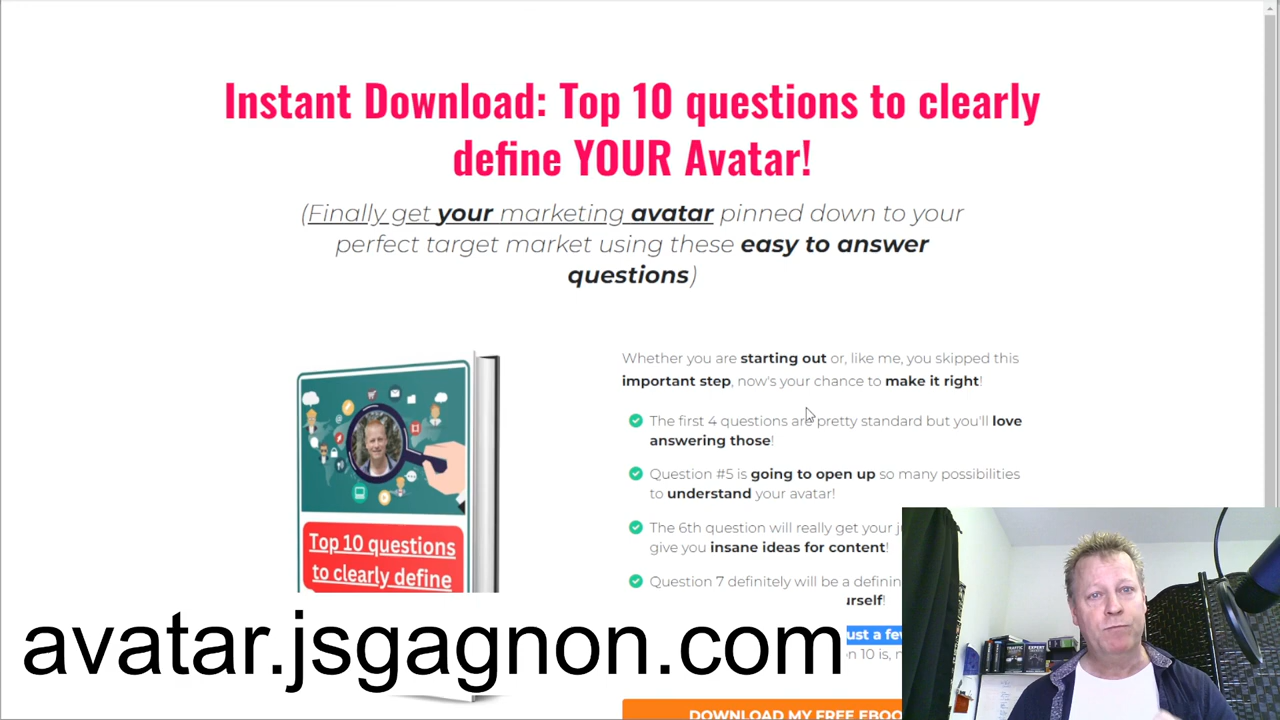 Instant Download: Top 10 questions to clearly
define YOUR Avatar!
(Finally get your marketing avatar pinned down to your
perfect target market using these easy to answer
questions)
Whether you are starting out or, like me, you skipped this
important step, now's your chance to make it right!
The first 4 questions are pretty standard but you'll love
answering those!
Question #5 is going to open up so many possibilities
to understand your avatar!
The 6th question will really get your
give you insane ideas for content!
Question 7 definitely will be a
Top 10 questions
to clearly define
avatar.jsgagnon.com
10 is,
DOWNLOAD MY FREE
TRAFFIC
EXPERT